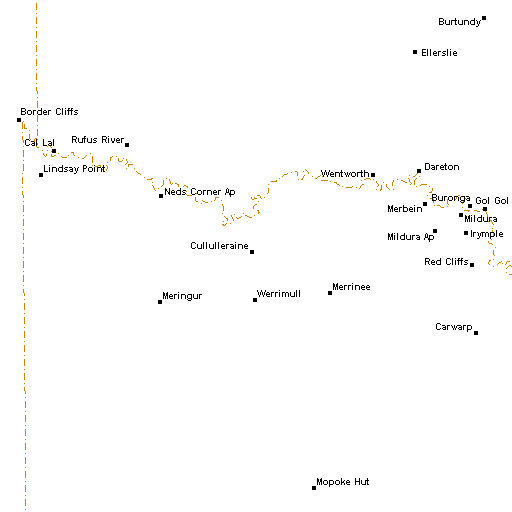 Burtundy
Ellerslie
Border Cliffs
Cal Lal
Rufus River
Lindsay Point
Dareton
Wentworth
Neds Corner Ap
Buronga
Gol Gol
Merbein
Mildura
Mildura Ap
Irymple
Cullulleraine
Red Cliffs
Merrinee
Meringur
Werrimull
Carwarp
Mopoke Hut